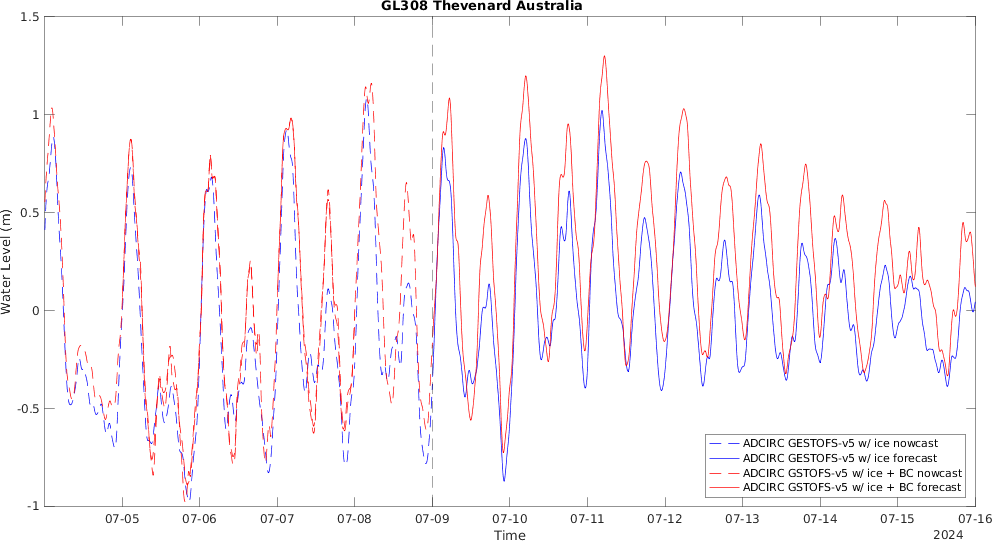 GL308 Thevenard Australia
Water Level (m)
1.5
1
0.5
0
-0.5
-1
07-05 07-06 07-07 07-08 07-09 07-10 07-11 07-12 07-13 07-14 07-15 07-16
Time
2024
ADCIRC GESTOFS-v5 w/ ice nowcast
ADCIRC GESTOFS-v5 w/ ice forecast
ADCIRC GSTOFS-v5 w/ ice + BC nowcast
ADCIRC GSTOFS-v5 w/ ice + BC forecast